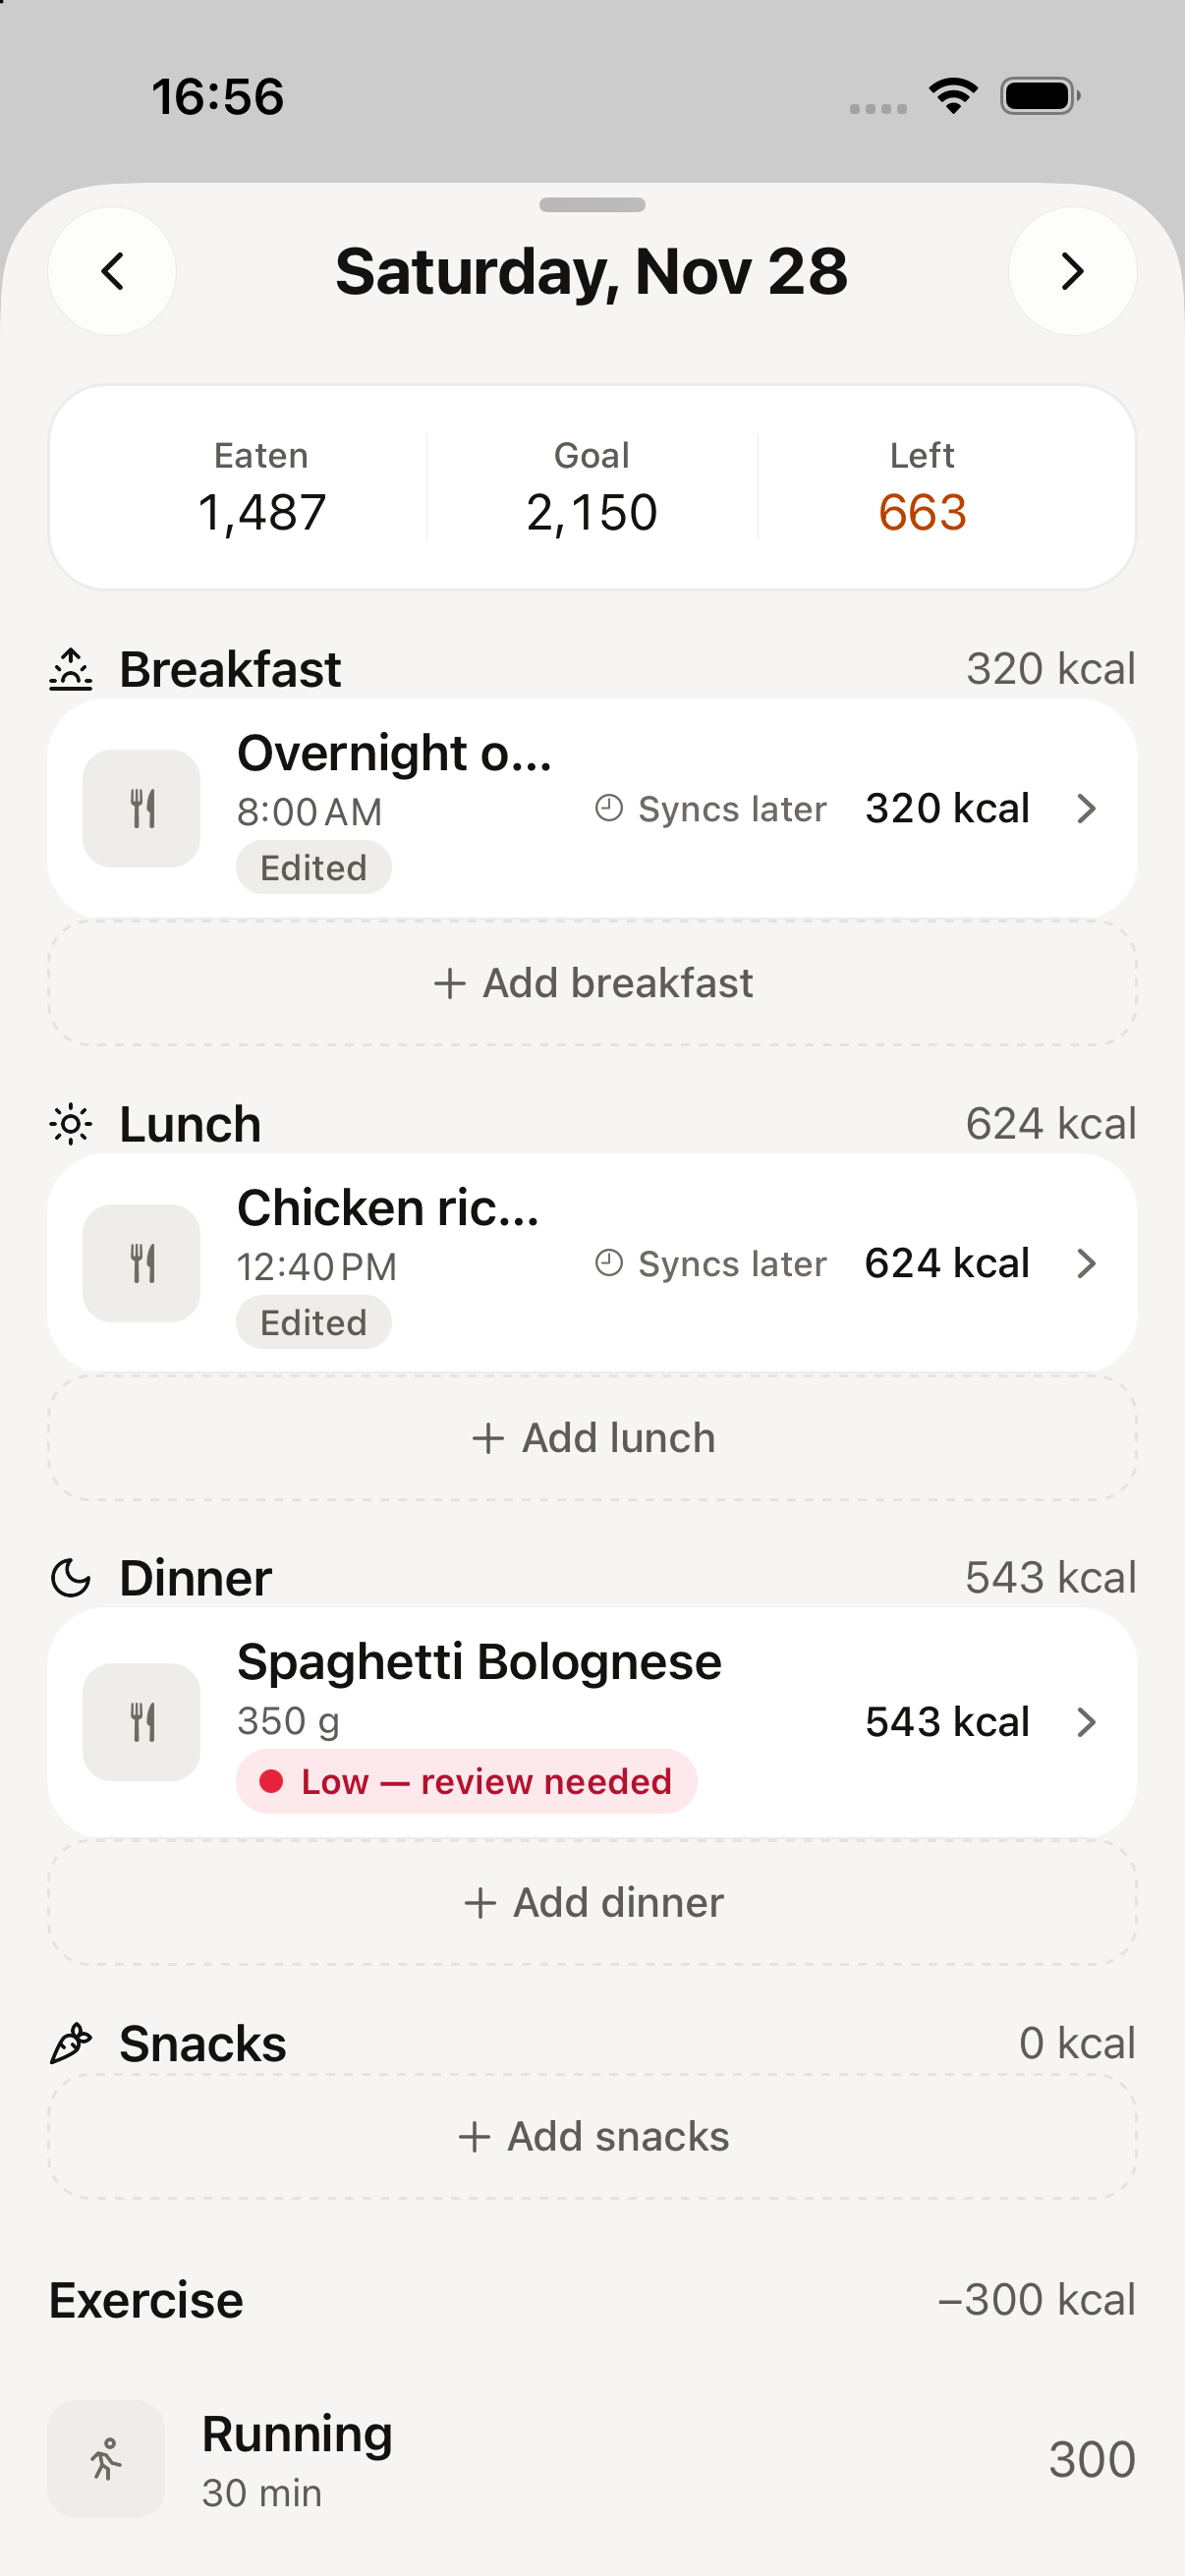 16:56
Saturday, Nov 28
Eaten
1,487
Goal
2,150
Left
663
Breakfast
320 kcal
Overnight o...
8:00 AM
Edited
Syncs later
320 kcal
+ Add breakfast
Lunch
624 kcal
Chicken ric...
12:40 PM
Edited
Syncs later
624 kcal
+ Add lunch
Dinner
543 kcal
Spaghetti Bolognese
350 g
Low — review needed
543 kcal
+ Add dinner
Snacks
0 kcal
+ Add snacks
Exercise
–300 kcal
Running
30 min
300